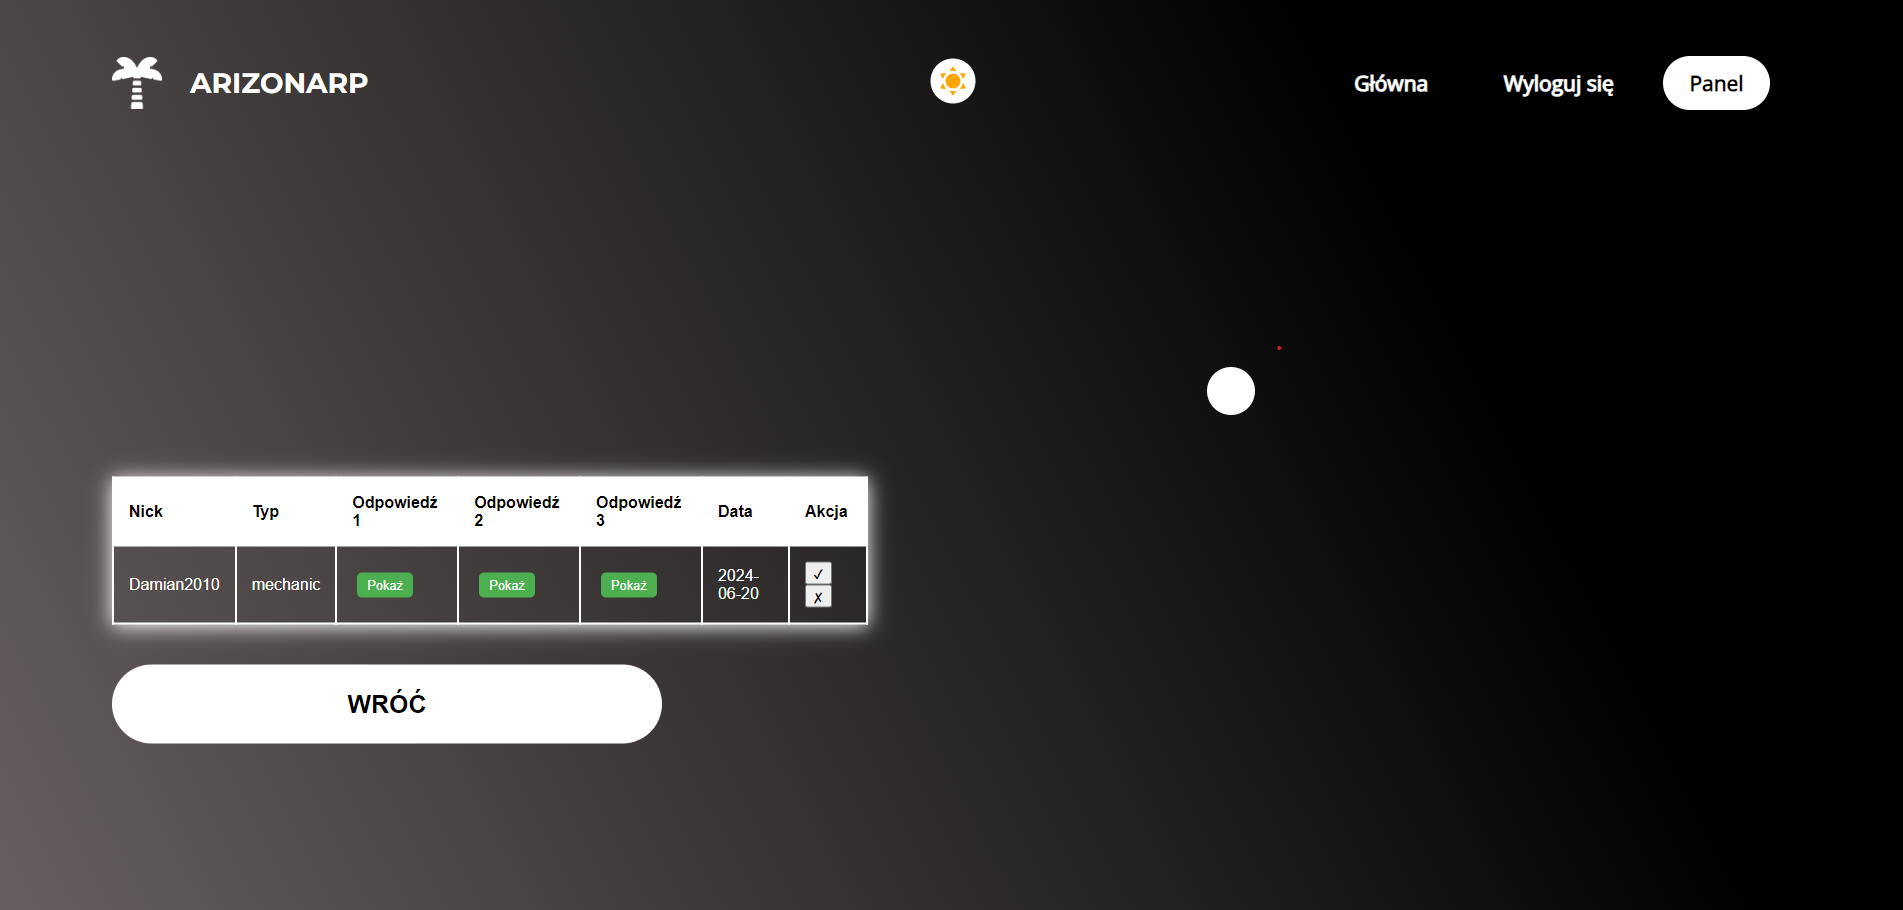 ARIZONARP
Główna
Wyloguj się
Panel
Nick
Typ
Odpowiedź
1
Odpowiedź
2
Odpowiedź
3
Data
Akcja
Damian2010
mechanic
Pokaż
Pokaż
Pokaż
2024-
06-20
✓
✗
WRÓĆ